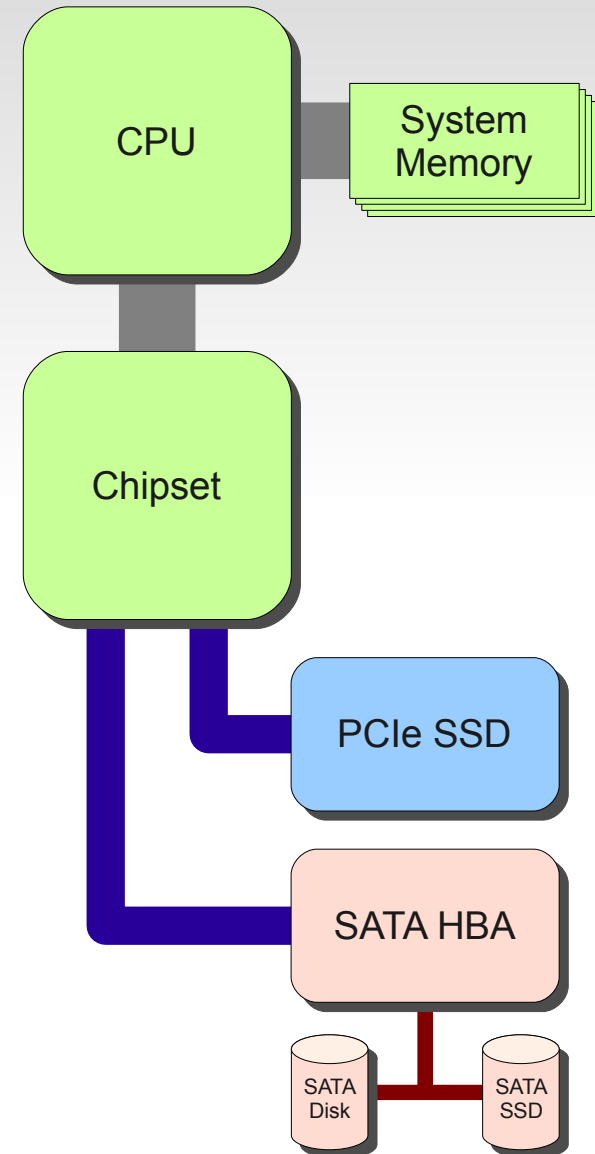 CPU
System
Memory
Chipset
PCIe SSD
SATA HBA
SATA
Disk
SATA
SSD